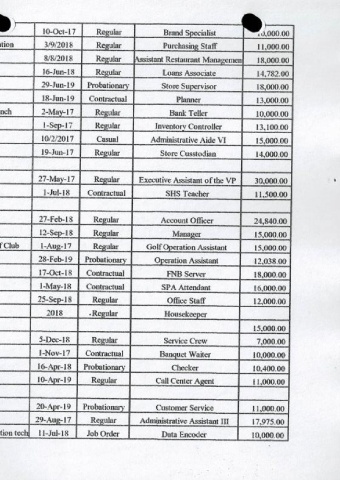 10-Oct-17 Regular Brand Specialist
3/9/2018 Regular Purchasing Staff 11,000.00
8/8/2018 Regular Assistant Restaurant Managemen 18,000.00
16-Jun-18 Regular Loans Associate 14,782.00
29-Jun-19 Probationary Store Supervisor 18,000.00
18-Jun-19 Contractual Planner 13,000.00
2-May-17 Regular Bank Teller 10,000.00
1-Sep-17 Regular Inventory Controller 13,100.00
10/2/2017 Casual Administrative Aide VI 15,000.00
19-Jun-17 Regular Store Cusstodian 14,000.00
27-May-17 Regular Executive Assistant of the VP 30,000.00
1-Jul-18 Contractual SHS Teacher 11,500.00
27-Feb-18 Regular Account Officer 24,840.00
12-Sep-18 Regular Manager 15,000.00
f Club 1-Aug-17 Regular Golf Operation Assistant 15,000.00
28-Feb-19 Probationary Operation Assistant 12,038.00
17-Oct-18 Contractual FNB Server 18,000.00
1-May-18 Contractual SPA Attendant 16,000.00
25-Sep-18 Regular Office Staff 12,000.00
2018 Regular Housekeeper
15,000.00
5-Dec-18 Regular Service Crew 7,000.00
1-Nov-17 Contractual Banquet Waiter 10,000.00
16-Apr-18 Probationary Checker 10,400.00
10-Apr-19 Regular Call Center Agent 11,000.00
20-Apr-19 Probationary Customer Service 11,000.00
29-Aug-17 Regular Administrative Assistant III 17,975.00
tion tech 11-Jul-18 Job Order Data Encoder 10,000.00